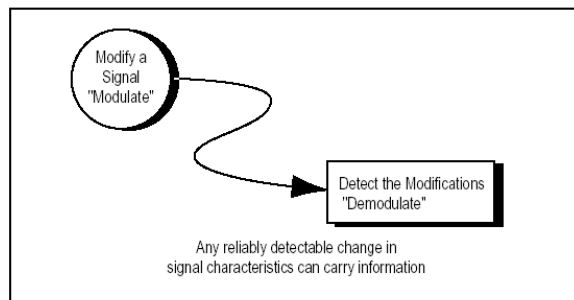 Modify a
Signal
"Modulate"
Detect the Modifications
"Demodulate"
Any reliably detectable change in
signal characteristics can carry information